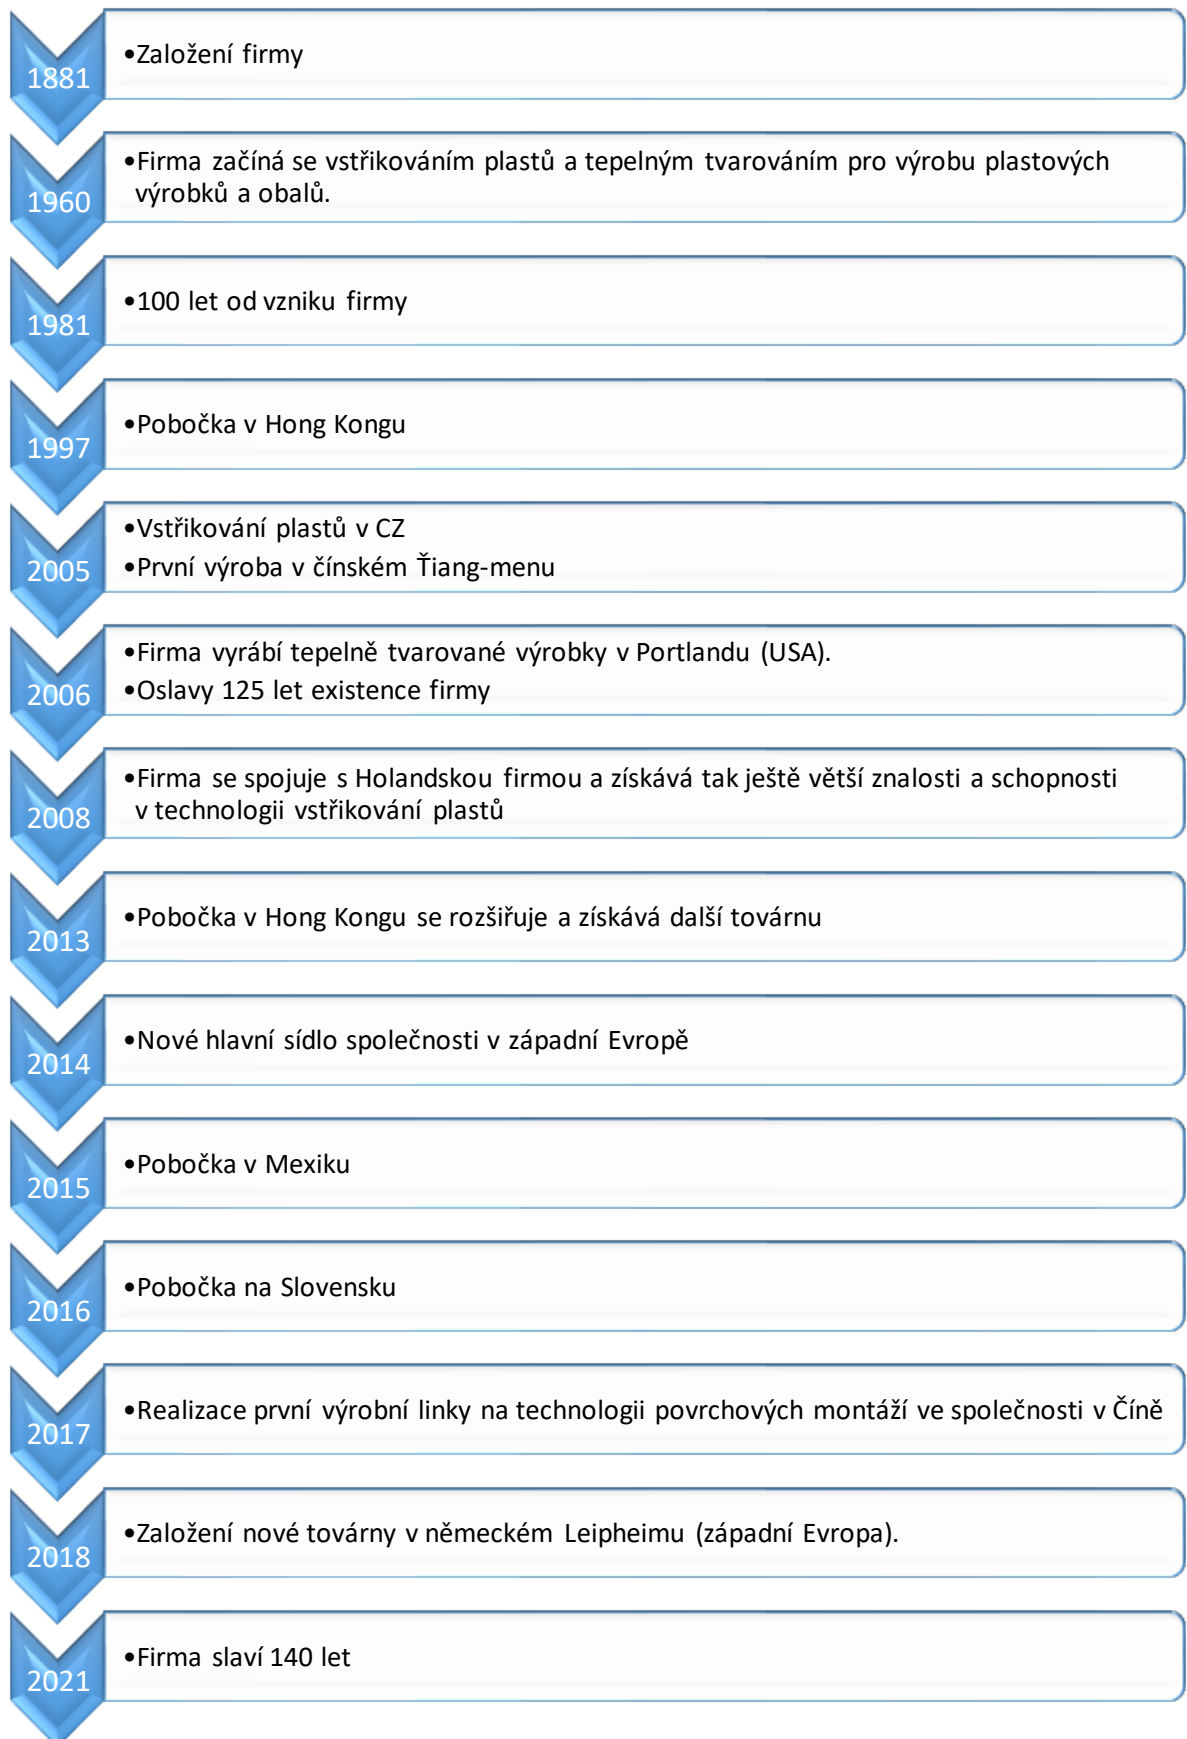 1881
•Založení firmy
1960
•Firma začíná se vstřikováním plastů a tepelným tvarováním pro výrobu plastových
výrobků a obalů.
1981
•100 let od vzniku firmy
1997
•Pobočka v Hong Kongu
2005
•Vstřikování plastů v CZ
•První výroba v čínském Ťiang-menu
2006
•Firma vyrábí tepelně tvarované výrobky v Portlandu (USA).
•Oslavy 125 let existence firmy
2008
•Firma se spojuje s Holandskou firmou a získává tak ještě větší znalosti a schopnosti
v technologii vstřikování plastů
2013
•Pobočka v Hong Kongu se rozšiřuje a získává další továrnu
2014
•Nové hlavní sídlo společnosti v západní Evropě
2015
•Pobočka v Mexiku
2016
•Pobočka na Slovensku
2017
•Realizace první výrobní linky na technologii povrchových montáží ve společnosti v Číně
2018
•Založení nové továrny v německém Leipheimu (západní Evropa).
2021
•Firma slaví 140 let